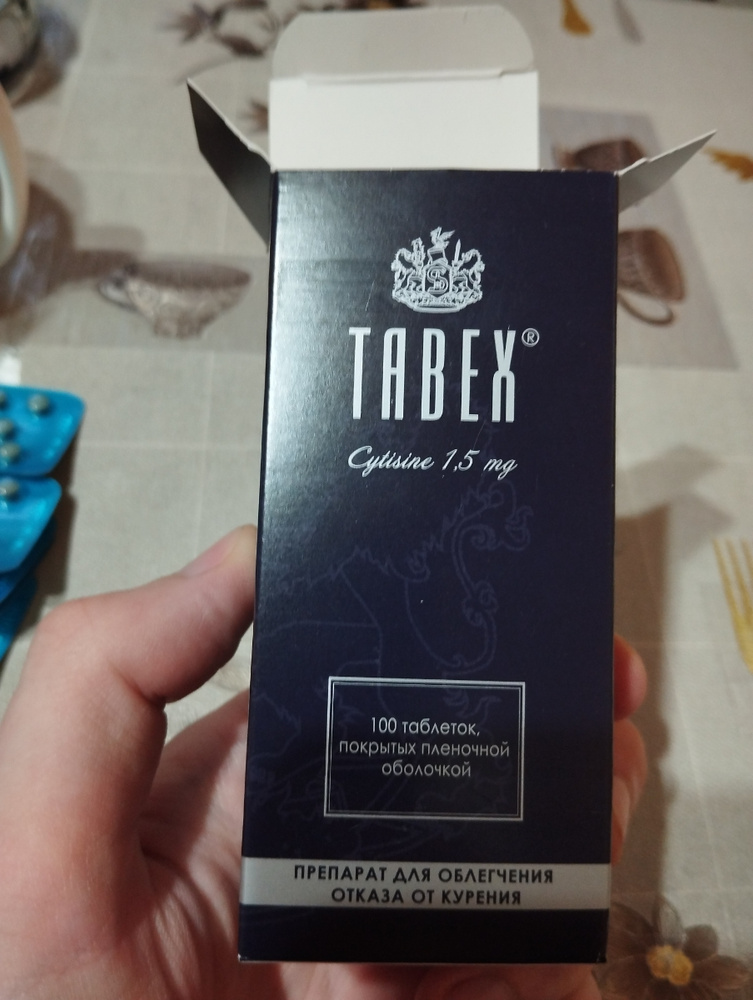 S
TABEX®
Cytisine 1,5 mg
100 таблеток,
покрытых пленочной
оболочкой
ПРЕПАРАТ ДЛЯ ОБЛЕГЧЕНИЯ
ОТКАЗА ОТ КУРЕНИЯ